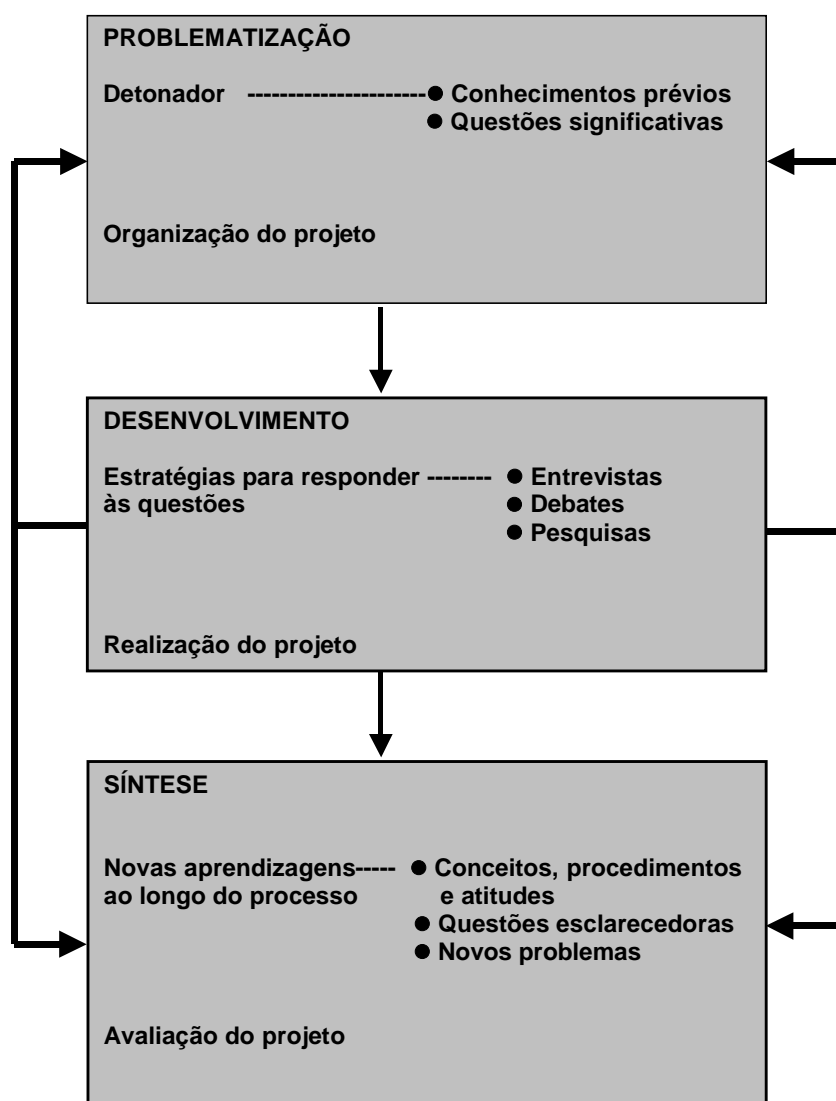 PROBLEMATIZAÇÃO
Detonador ----------------------● Conhecimentos prévios
● Questões significativas
Organização do projeto
DESENVOLVIMENTO
Estratégias para responder -------- ● Entrevistas
às questões ● Debates
● Pesquisas
Realização do projeto
SÍNTESE
Novas aprendizagens----- ● Conceitos, procedimentos
ao longo do processo e atitudes
● Questões esclarecedoras
● Novos problemas
Avaliação do projeto